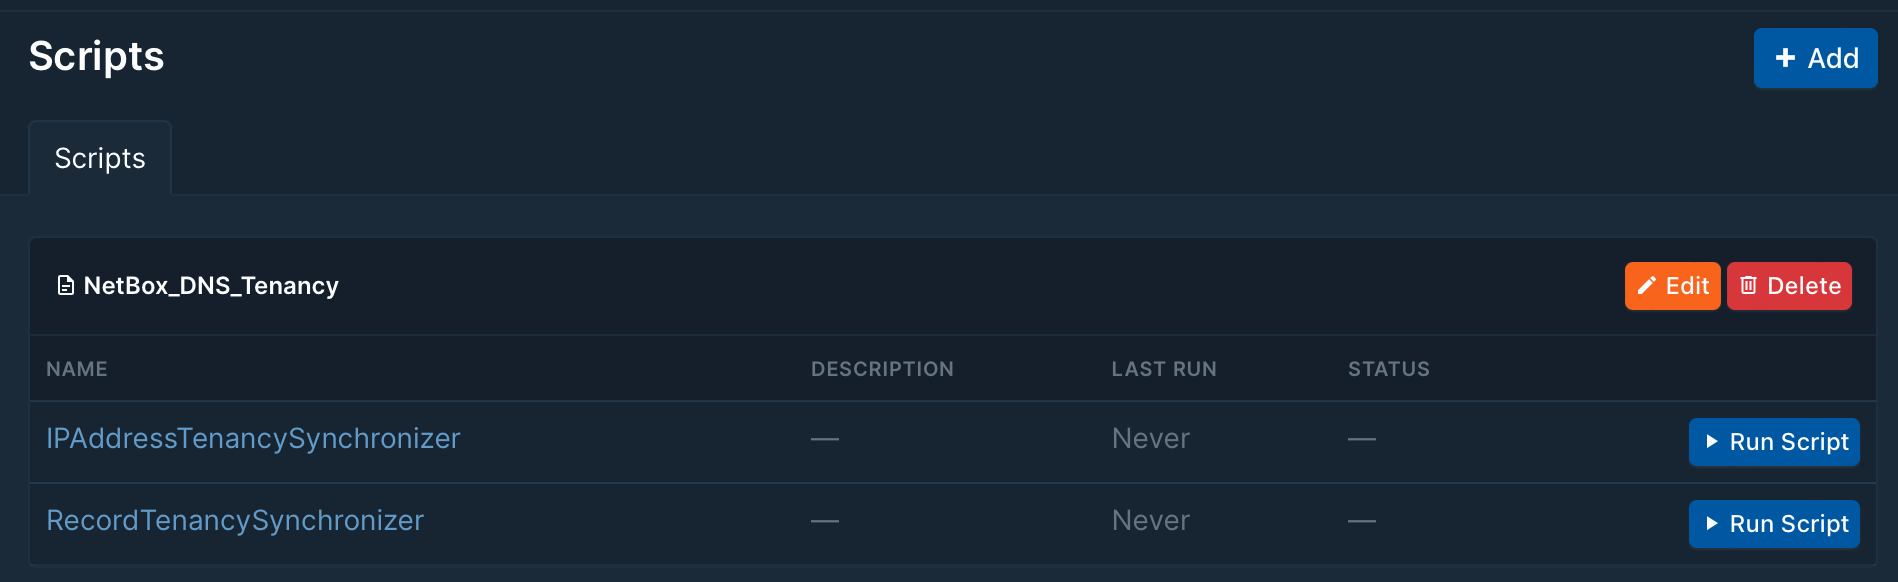 Scripts
Add
Scripts
NetBox_DNS_Tenancy
Edit
Delete
NAME DESCRIPTION LAST RUN STATUS
IPAddressTenancySynchronizer — Never — Run Script
RecordTenancySynchronizer — Never — Run Script